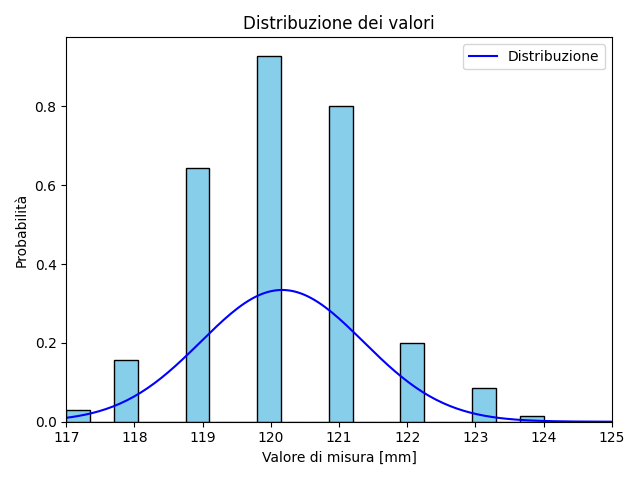 Distribuzione dei valori
Distribuzione
Probabilità
0.8
0.6
0.4
0.2
0.0
117 118 119 120 121 122 123 124 125
Valore di misura [mm]